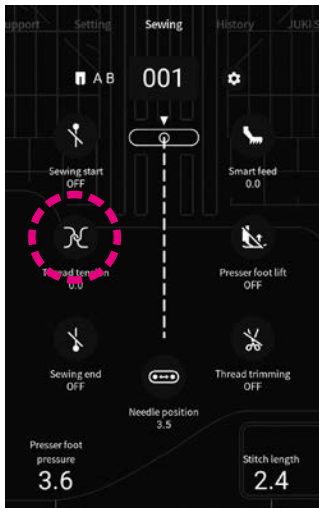 upport Setting Sewing History JUKI S
A B 001
Sewing start
OFF
Smart feed
0.0
Thread tension
0.0
Presser foot lift
OFF
Sewing end
OFF
Thread trimming
OFF
Needle position
3.5
Presser foot
pressure
3.6
Stitch length
2.4